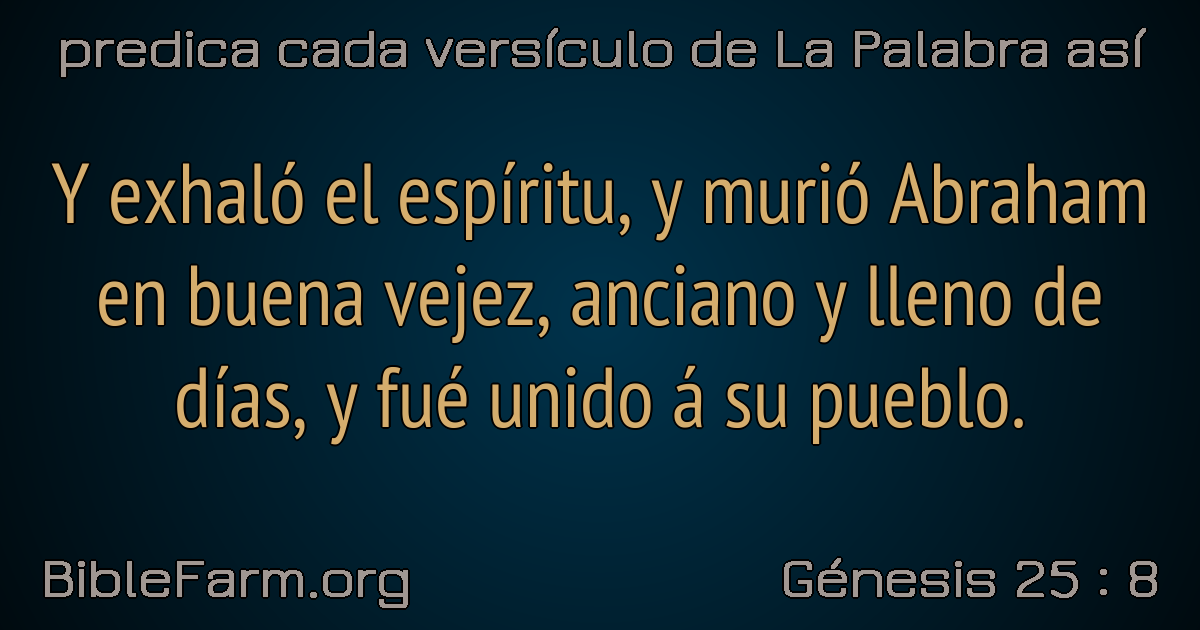 predica cada versículo de La Palabra así
Y exhaló el espíritu, y murió Abraham
en buena vejez, anciano y lleno de
días, y fué unido á su pueblo.
BibleFarm.org
Génesis 25 : 8